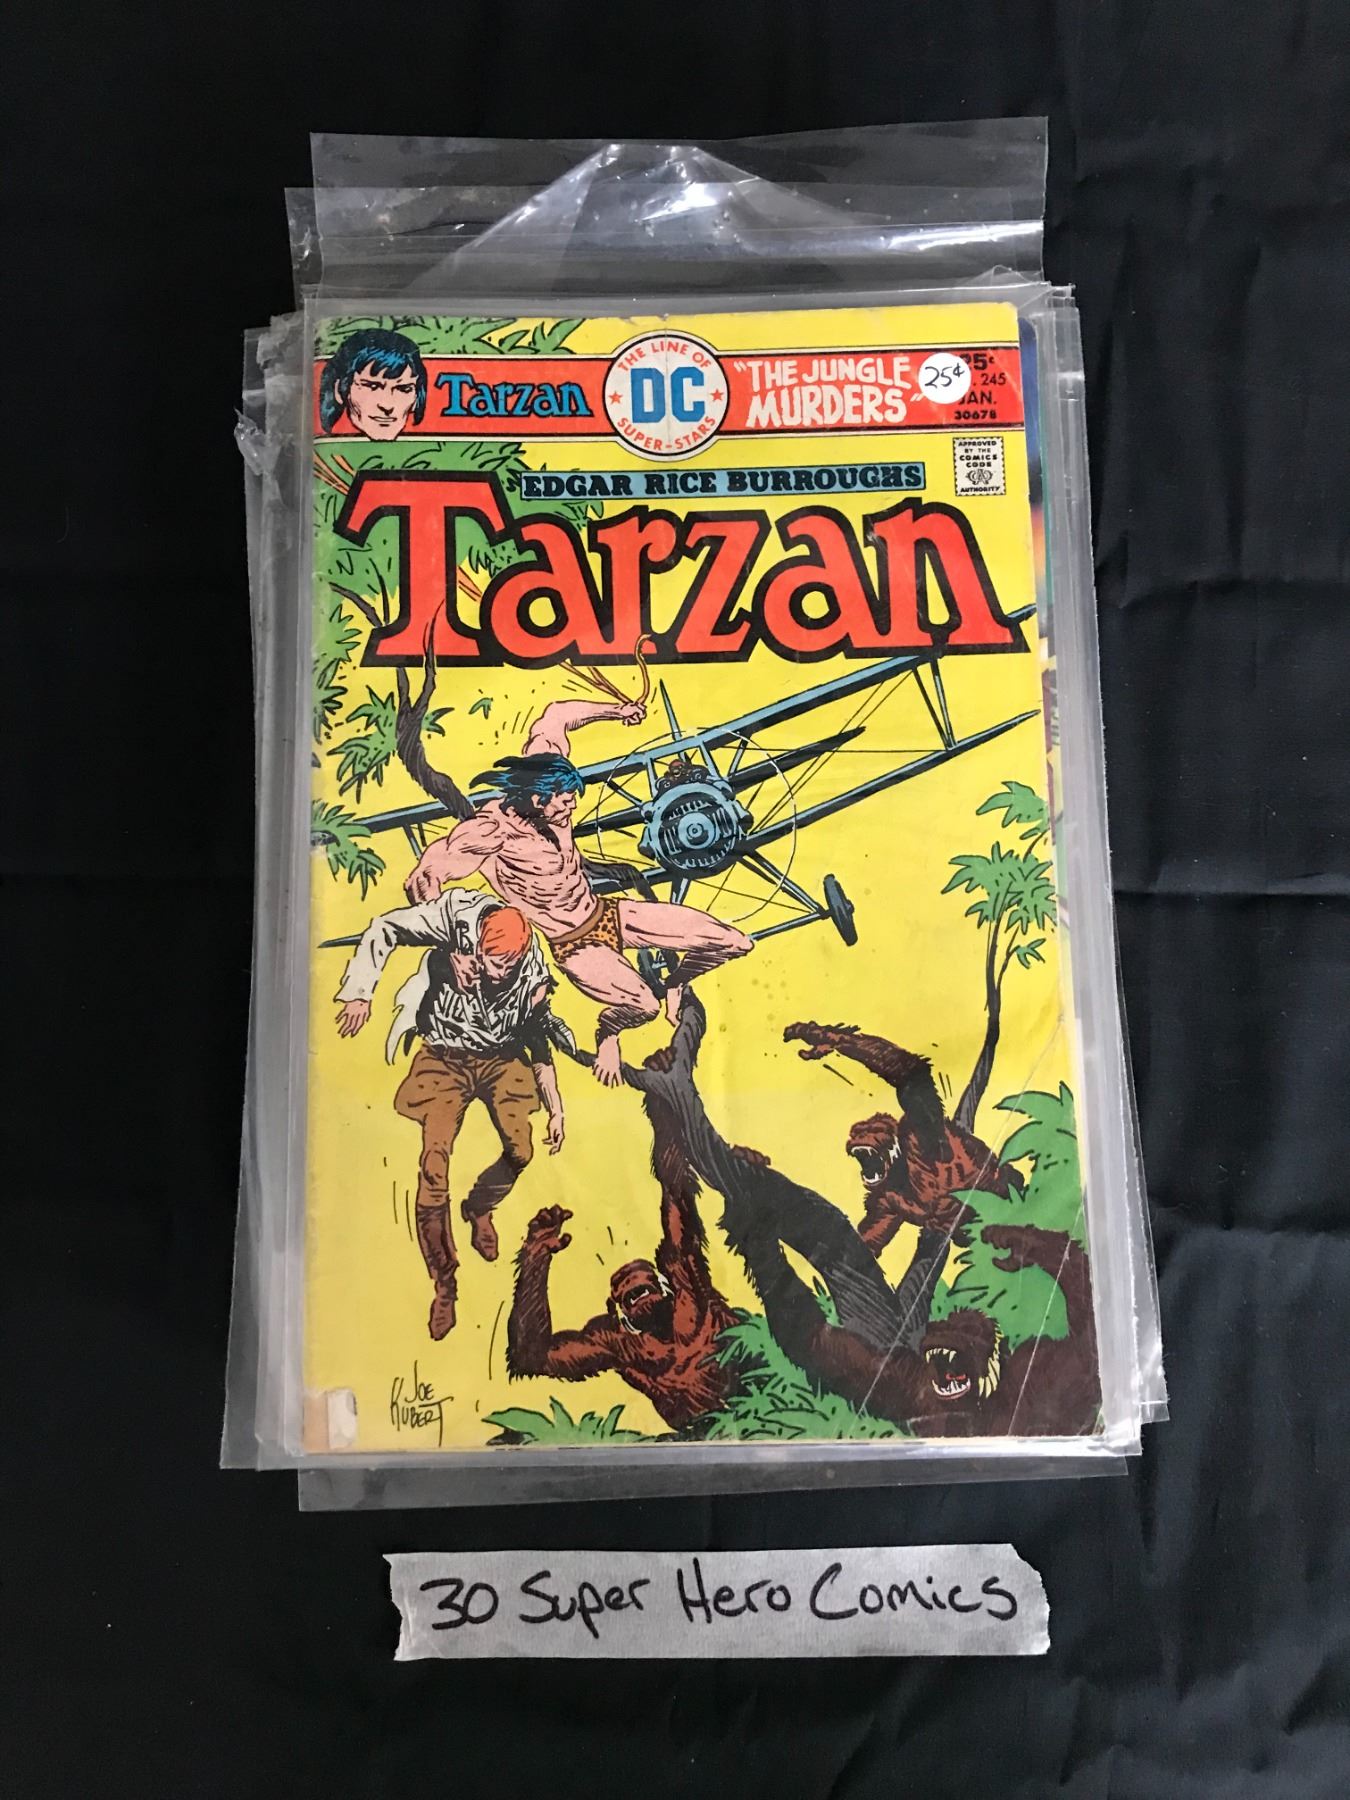 Tarzan
THE LINE OF
DC
SUPER-STARS
"THE JUNGLE
MURDERS"
25¢
25¢
245
JAN.
30678
APPROVED
BY THE
COMICS
CODE
AUTHORITY
EDGAR RICE BURROUGHS
Tarzan
JOE
KUBERT
30 Super Hero Comics